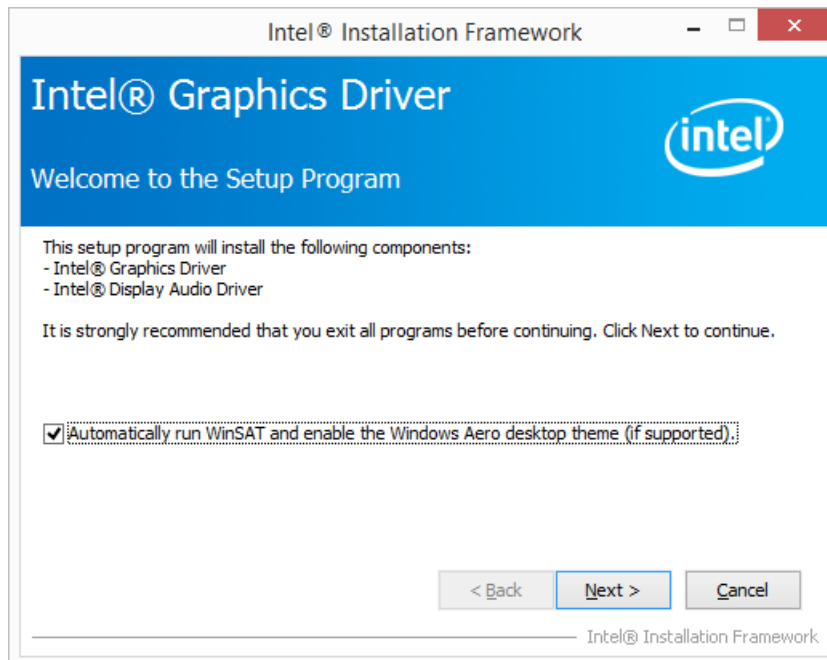 Intel® Installation Framework
Intel® Graphics Driver
intel
Welcome to the Setup Program
This setup program will install the following components:
- Intel® Graphics Driver
- Intel® Display Audio Driver
It is strongly recommended that you exit all programs before continuing. Click Next to continue.
Automatically run WinSAT and enable the Windows Aero desktop theme (if supported).
< Back Next > Cancel
Intel® Installation Framework